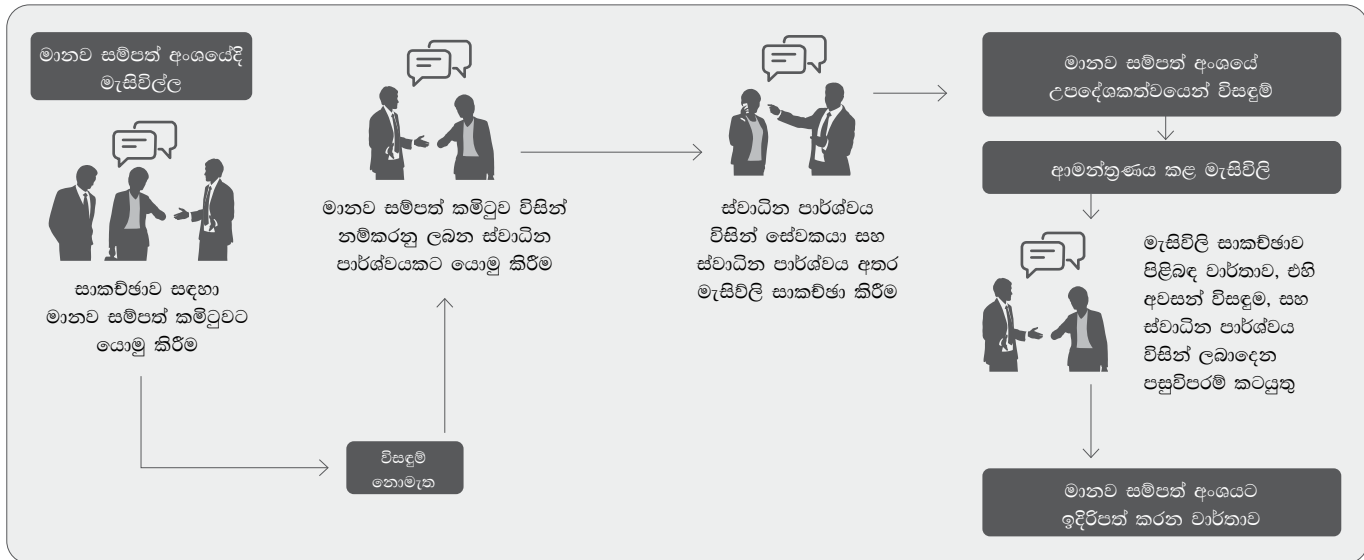 මානව සම්පත් අංශයේදි
මැසිවිල්ල
සාකච්ඡාව සඳහා
මානව සම්පත් කමිටුවට
යොමු කිරීම
විසඳුම්
නොමැත
මානව සම්පත් කමිටුව විසින්
නම්කරනු ලබන ස්වාධින
පාර්ශ්වයකට යොමු කිරීම
ස්වාධින පාර්ශ්වය
විසින් සේවකයා සහ
ස්වාධින පාර්ශ්වය අතර
මැසිව්ලි සාකච්ඡා කිරීම
මානව සම්පත් අංශයේ
උපදේශකත්වයෙන් විසඳුම්
ආමන්ත්‍රණය කළ මැසිවිලි
මැසිවිලි සාකච්ඡාව
පිළිබඳ වාර්තාව, එහි
අවසන් විසඳුම, සහ
ස්වාධින පාර්ශ්වය
විසින් ලබාදෙන
පසුවිපරම් කටයුතු
මානව සම්පත් අංශයට
ඉදිරිපත් කරන වාර්තාව